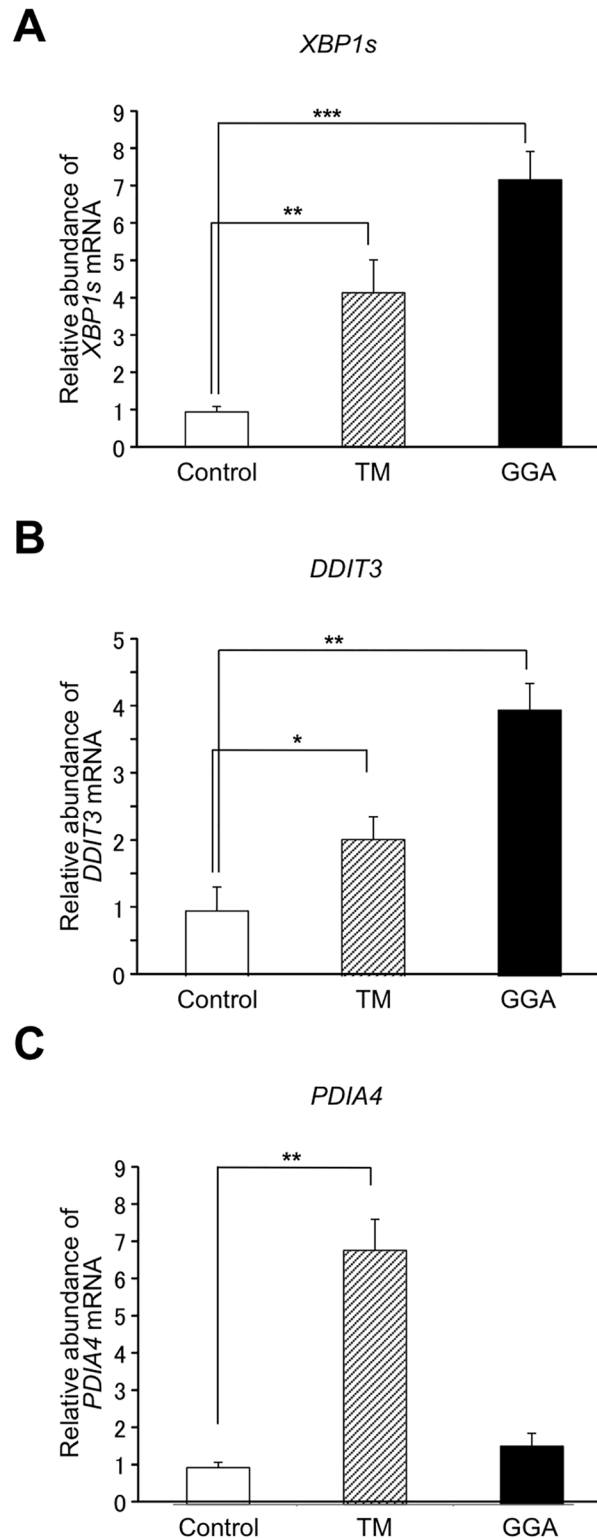 A
XBP1s
Relative abundance of
XBP1s mRNA
9
8
7
6
5
4
3
2
1
0
***
**
Control TM GGA
B
DDIT3
Relative abundance of
DDIT3 mRNA
5
4
3
2
1
0
**
*
Control TM GGA
C
PDIA4
Relative abundance of
PDIA4 mRNA
9
8
7
6
5
4
3
2
1
0
**
Control TM GGA